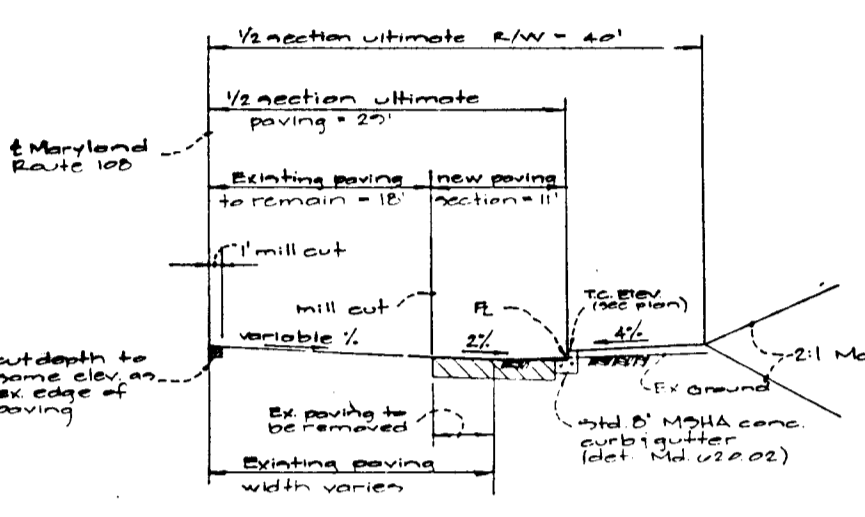 1/2 section ultimate R/W = 40'
1/2 section ultimate
paving = 29'
℄ Maryland
Route 108
Existing paving
to remain = 18'
new paving
section = 11'
1' mill cut
mill cut
FL
T.C. Elev.
(see plan)
variable %
2%
4%
cut depth to
same elev. as
ex. edge of
paving
2:1 Ma
Ex ground
Ex. paving to
be removed
std. 8" MSHA conc.
curb & gutter
(det. Md. 620.02)
Existing paving
width varies